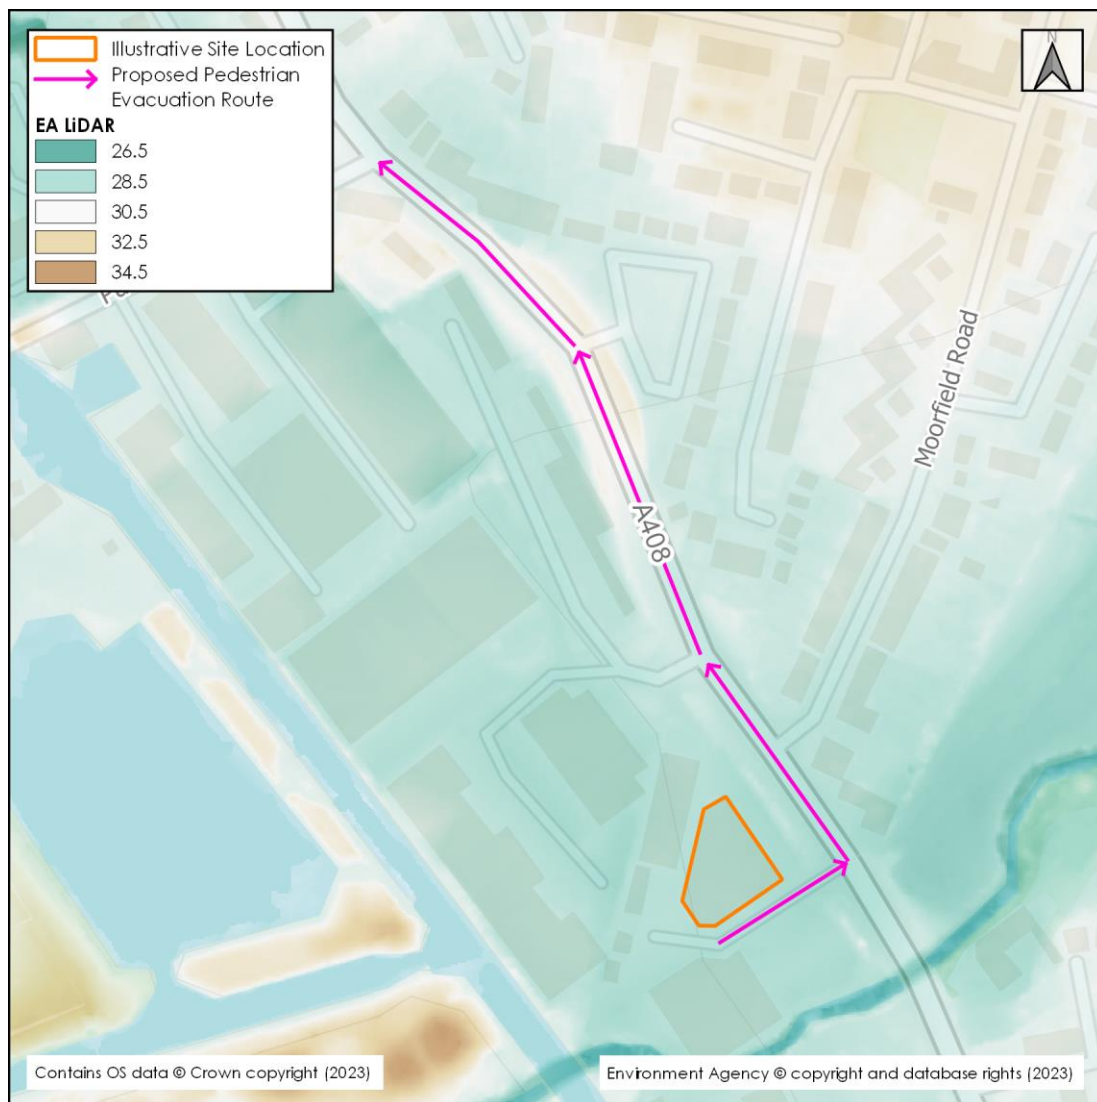 Illustrative Site Location
Proposed Pedestrian
Evacuation Route
EA LiDAR
26.5
28.5
30.5
32.5
34.5
N
Moorfield Road
A408
Contains OS data © Crown copyright (2023)
Environment Agency © copyright and database rights (2023)